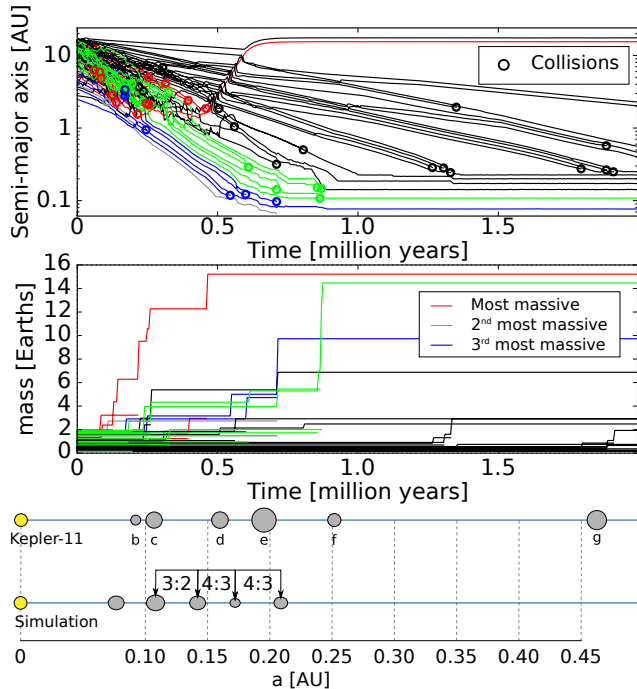 Semi-major axis [AU]
10
1
0.1
Collisions
0
0.5
1.0
1.5
Time [million years]
mass [Earths]
16
14
12
10
8
6
4
2
0
Most massive
2nd most massive
3rd most massive
0
0.5
1.0
1.5
Time [million years]
Kepler-11
b
c
d
e
f
g
3:2
4:3
4:3
Simulation
0
0.10
0.15
0.20
0.25
0.30
0.35
0.40
0.45
a [AU]